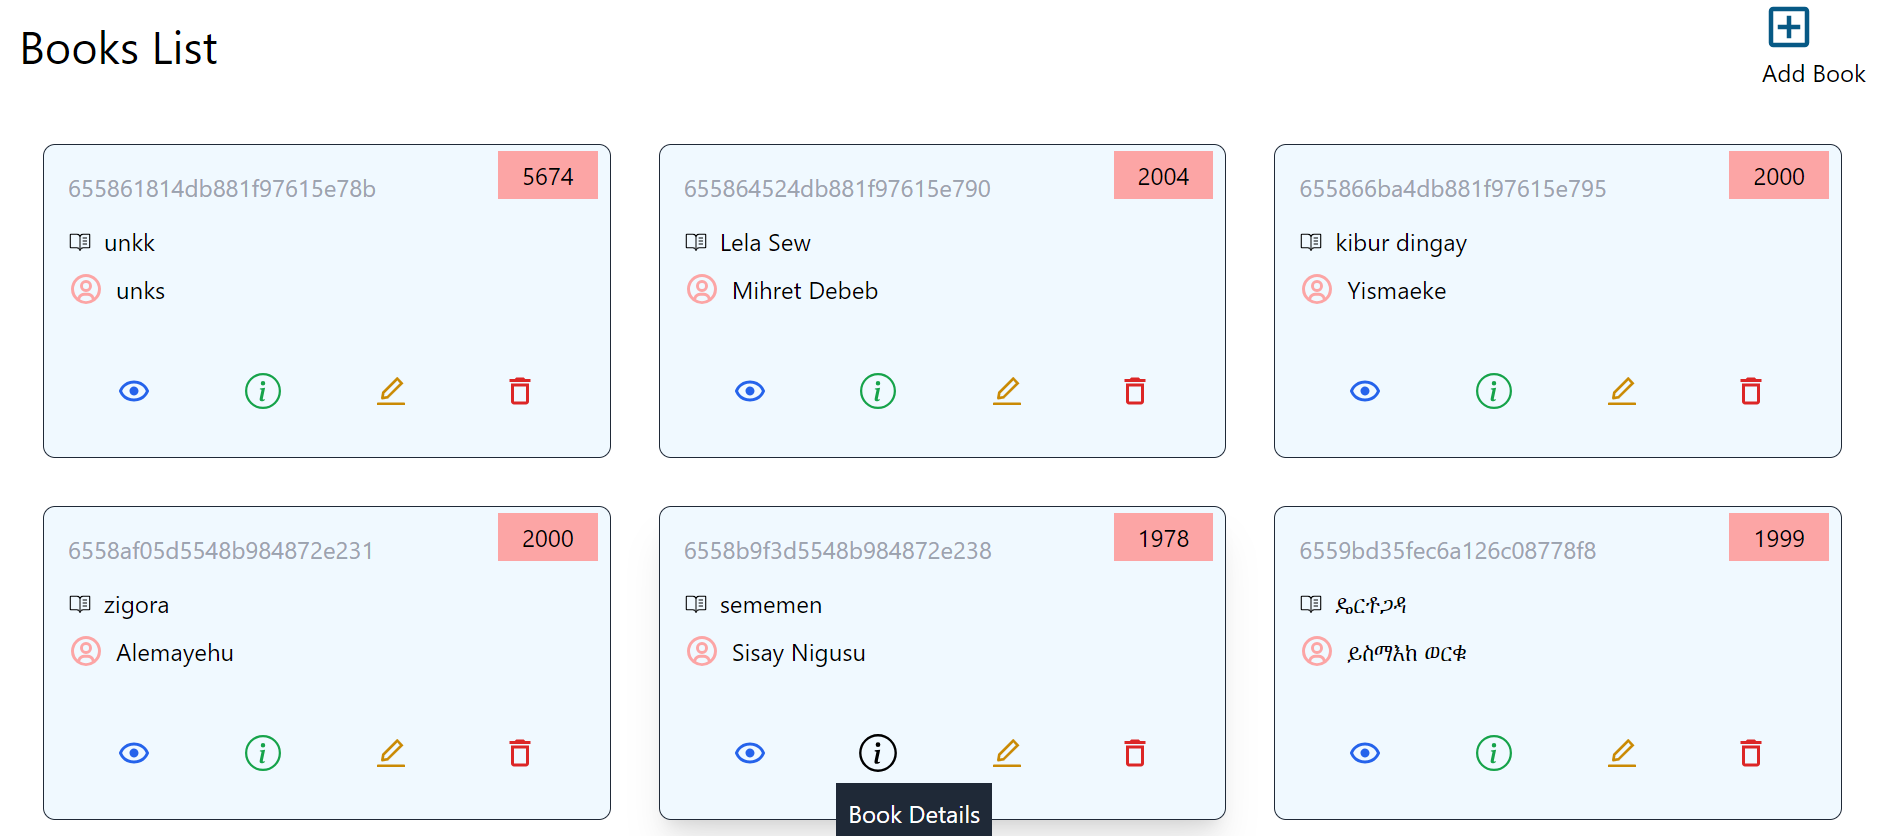 Books List
Add Book
655861814db881f97615e78b
5674
unkk
unks
655864524db881f97615e790
2004
Lela Sew
Mihret Debeb
655866ba4db881f97615e795
2000
kibur dingay
Yismaeke
6558af05d5548b984872e231
2000
zigora
Alemayehu
6558b9f3d5548b984872e238
1978
sememen
Sisay Nigusu
Book Details
6559bd35fec6a126c08778f8
1999
ዴርቶጋዳ
ይስማእከ ወርቁ